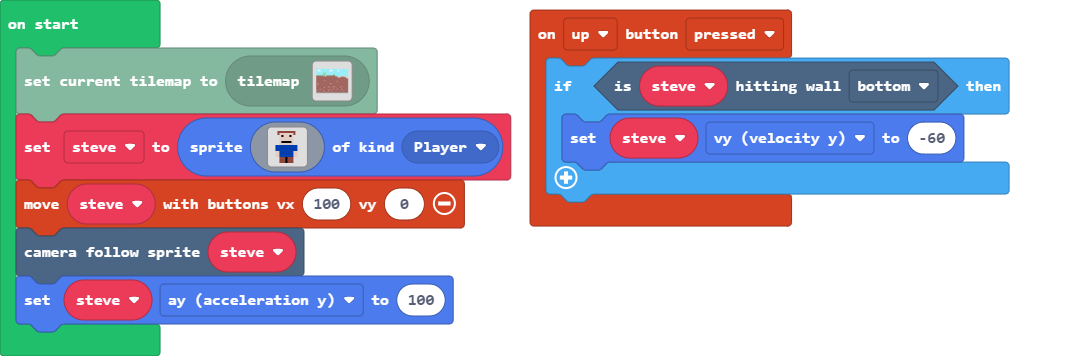 on start
set current tilemap to tilemap
set steve to sprite of kind Player
move steve with buttons vx 100 vy 0
camera follow sprite steve
set steve ay (acceleration y) to 100
on up button pressed
if is steve hitting wall bottom then
set steve vy (velocity y) to -60